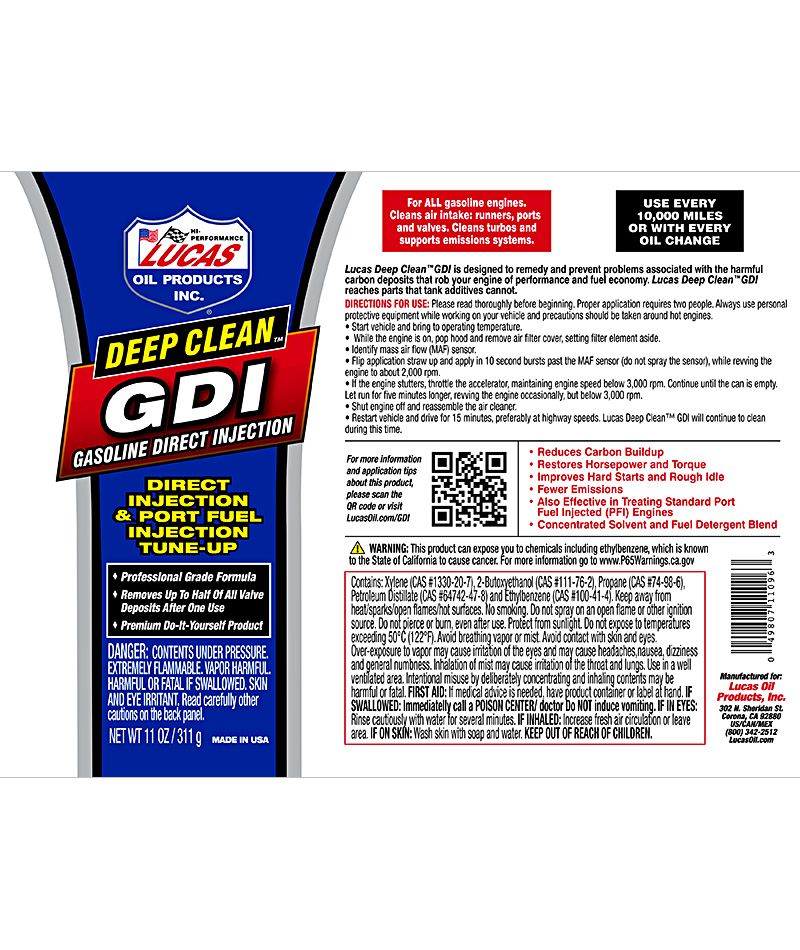 HI-
PERFORMANCE
LUCAS
OIL PRODUCTS
INC.
®
DEEP CLEAN™
GDI
GASOLINE DIRECT INJECTION
DIRECT
INJECTION
& PORT FUEL
INJECTION
TUNE-UP
• Professional Grade Formula
• Removes Up To Half Of All Valve
Deposits After One Use
• Premium Do-It-Yourself Product
DANGER: CONTENTS UNDER PRESSURE.
EXTREMELY FLAMMABLE. VAPOR HARMFUL.
HARMFUL OR FATAL IF SWALLOWED. SKIN
AND EYE IRRITANT. Read carefully other
cautions on the back panel.
NET WT 11 OZ/311 g MADE IN USA
For ALL gasoline engines.
Cleans air intake: runners, ports
and valves. Cleans turbos and
supports emissions systems.
USE EVERY
10,000 MILES
OR WITH EVERY
OIL CHANGE
Lucas Deep Clean™GDI is designed to remedy and prevent problems associated with the harmful
carbon deposits that rob your engine of performance and fuel economy. Lucas Deep Clean™GDI
reaches parts that tank additives cannot.
DIRECTIONS FOR USE: Please read thoroughly before beginning. Proper application requires two people. Always use personal
protective equipment while working on your vehicle and precautions should be taken around hot engines.
• Start vehicle and bring to operating temperature.
• While the engine is on, pop hood and remove air filter cover, setting filter element aside.
• Identify mass air flow (MAF) sensor.
• Flip application straw up and apply in 10 second bursts past the MAF sensor (do not spray the sensor), while revving the
engine to about 2,000 rpm.
• If the engine stutters, throttle the accelerator, maintaining engine speed below 3,000 rpm. Continue until the can is empty.
Let run for five minutes longer, revving the engine occasionally, but below 3,000 rpm.
• Shut engine off and reassemble the air cleaner.
• Restart vehicle and drive for 15 minutes, preferably at highway speeds. Lucas Deep Clean™ GDI will continue to clean
during this time.
For more information
and application tips
about this product,
please scan the
QR code or visit
LucasOil.com/GDI
• Reduces Carbon Buildup
• Restores Horsepower and Torque
• Improves Hard Starts and Rough Idle
• Fewer Emissions
• Also Effective in Treating Standard Port
Fuel Injected (PFI) Engines
• Concentrated Solvent and Fuel Detergent Blend
WARNING: This product can expose you to chemicals including ethylbenzene, which is known
to the State of California to cause cancer. For more information go to www.P65Warnings.ca.gov
Contains: Xylene (CAS #1330-20-7), 2-Butoxyethanol (CAS #111-76-2), Propane (CAS #74-98-6),
Petroleum Distillate (CAS #64742-47-8) and Ethylbenzene (CAS #100-41-4). Keep away from
heat/sparks/open flames/hot surfaces. No smoking. Do not spray on an open flame or other ignition
source. Do not pierce or burn, even after use. Protect from sunlight. Do not expose to temperatures
exceeding 50°C (122°F). Avoid breathing vapor or mist. Avoid contact with skin and eyes.
Over-exposure to vapor may cause irritation of the eyes and may cause headaches,nausea, dizziness
and general numbness. Inhalation of mist may cause irritation of the throat and lungs. Use in a well
ventilated area. Intentional misuse by deliberately concentrating and inhaling contents may be
harmful or fatal. FIRST AID: If medical advice is needed, have product container or label at hand. IF
SWALLOWED: Immediatelly call a POISON CENTER/ doctor Do NOT induce vomiting. IF IN EYES:
Rinse cautiously with water for several minutes. IF INHALED: Increase fresh air circulation or leave
area. IF ON SKIN: Wash skin with soap and water. KEEP OUT OF REACH OF CHILDREN.
0 49807 11096 3
Manufactured for:
Lucas Oil
Products, Inc.
302 N. Sheridan St.
Corona, CA 92880
US/CAN/MEX
(800) 342-2512
LucasOil.com